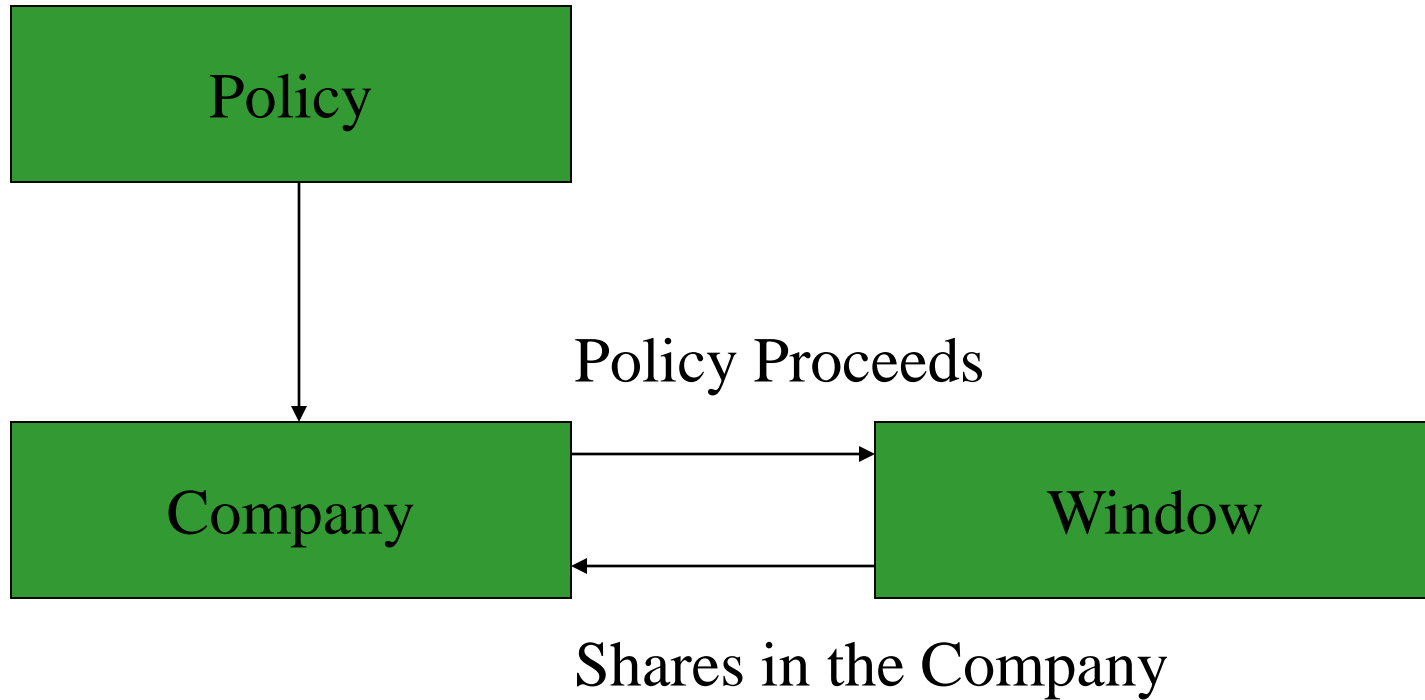 Policy
Policy Proceeds
Company
Window
Shares in the Company